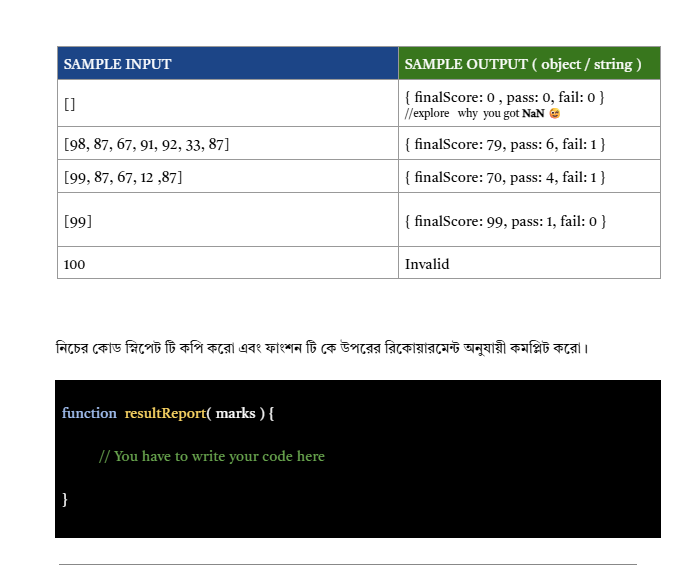 SAMPLE INPUT SAMPLE OUTPUT ( object / string )
[] { finalScore: 0 , pass: 0, fail: 0 }
//explore why you got NaN 😅
[98, 87, 67, 91, 92, 33, 87] { finalScore: 79, pass: 6, fail: 1 }
[99, 87, 67, 12 ,87] { finalScore: 70, pass: 4, fail: 1 }
[99] { finalScore: 99, pass: 1, fail: 0 }
100 Invalid
নিচের কোড স্নিপেট টি কপি করো এবং ফাংশন টি কে উপরের রিকোয়ারমেন্ট অনুযায়ী কমপ্লিট করো।
function resultReport( marks ) {
// You have to write your code here
}